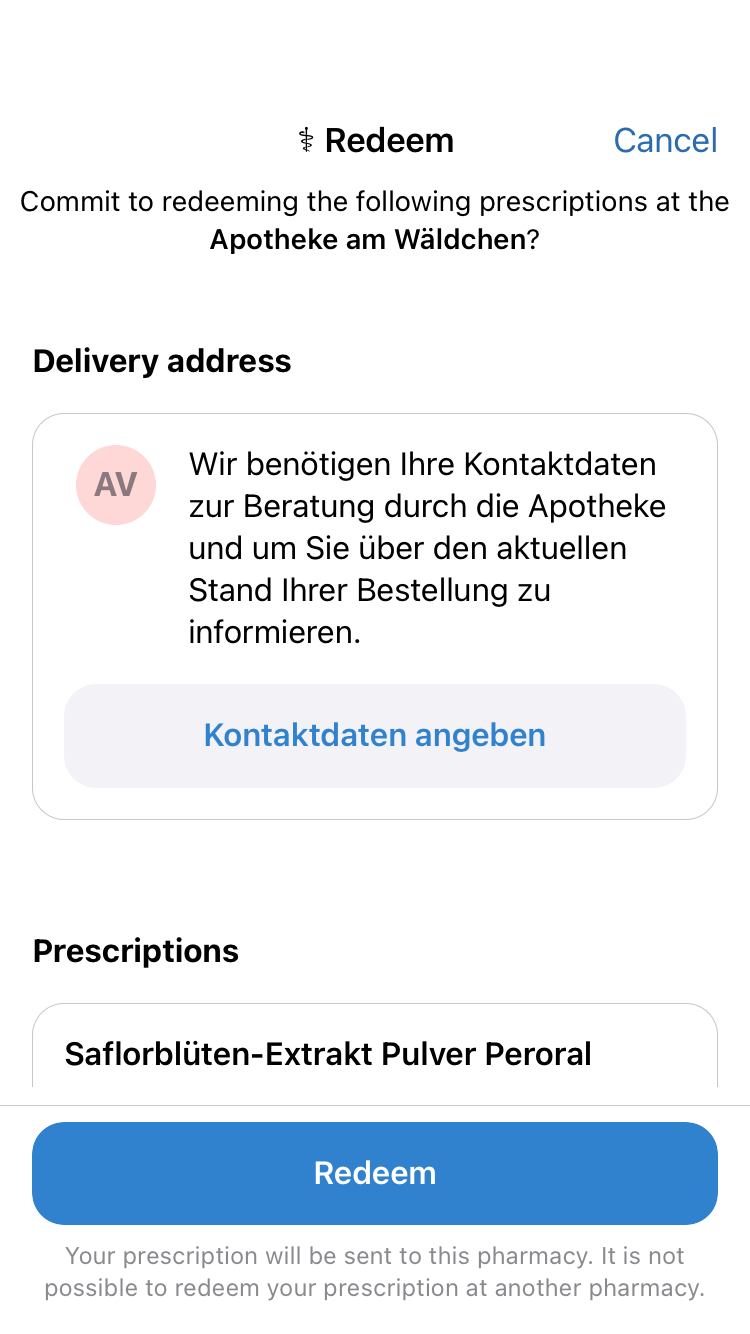 ⚕ Redeem
Cancel
Commit to redeeming the following prescriptions at the
Apotheke am Wäldchen?
Delivery address
AV
Wir benötigen Ihre Kontaktdaten
zur Beratung durch die Apotheke
und um Sie über den aktuellen
Stand Ihrer Bestellung zu
informieren.
Kontaktdaten angeben
Prescriptions
Saflorblüten-Extrakt Pulver Peroral
Redeem
Your prescription will be sent to this pharmacy. It is not
possible to redeem your prescription at another pharmacy.